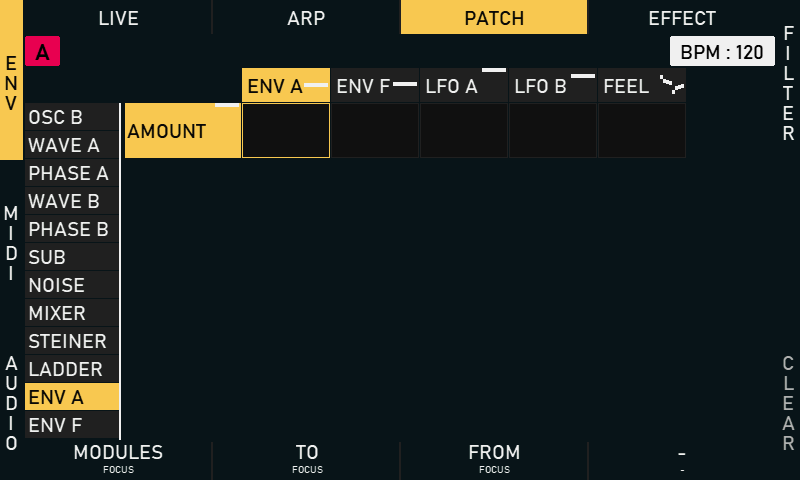 LIVE
ARP
PATCH
EFFECT
ENV
A
BPM : 120
FILTER
ENV A
ENV F
LFO A
LFO B
FEEL
AMOUNT
OSC B
WAVE A
PHASE A
WAVE B
PHASE B
SUB
NOISE
MIXER
STEINER
LADDER
ENV A
ENV F
MIDI
AUDIO
CLEAR
MODULES
FOCUS
TO
FOCUS
FROM
FOCUS
-
-